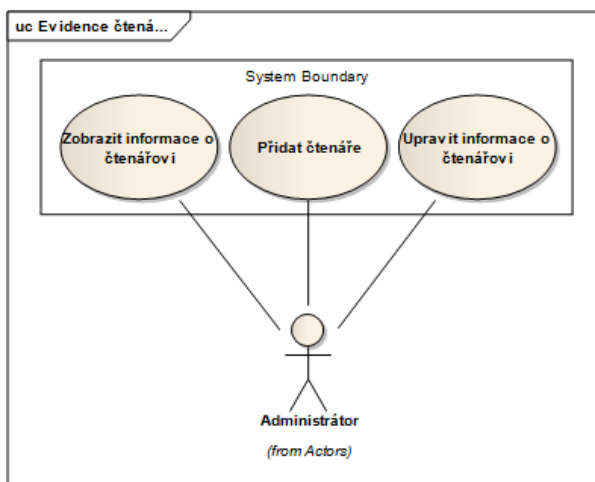 uc Evidence čtená...
System Boundary
Zobrazit informace o
čtenářovi
Přidat čtenáře
Upravit informace o
čtenářovi
Administrátor
(from Actors)